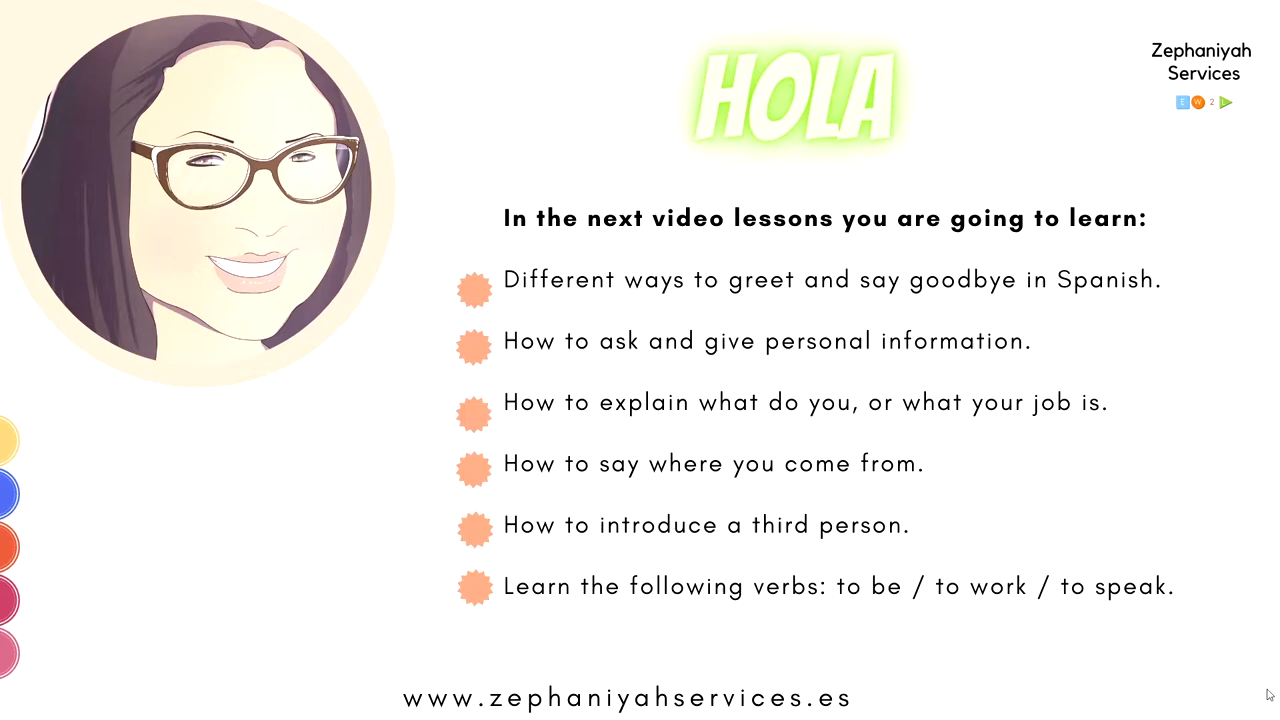 HOLA
Zephaniyah
Services
E W 2 L
In the next video lessons you are going to learn:
Different ways to greet and say goodbye in Spanish.
How to ask and give personal information.
How to explain what do you, or what your job is.
How to say where you come from.
How to introduce a third person.
Learn the following verbs: to be / to work / to speak.
www.zephaniyahservices.es